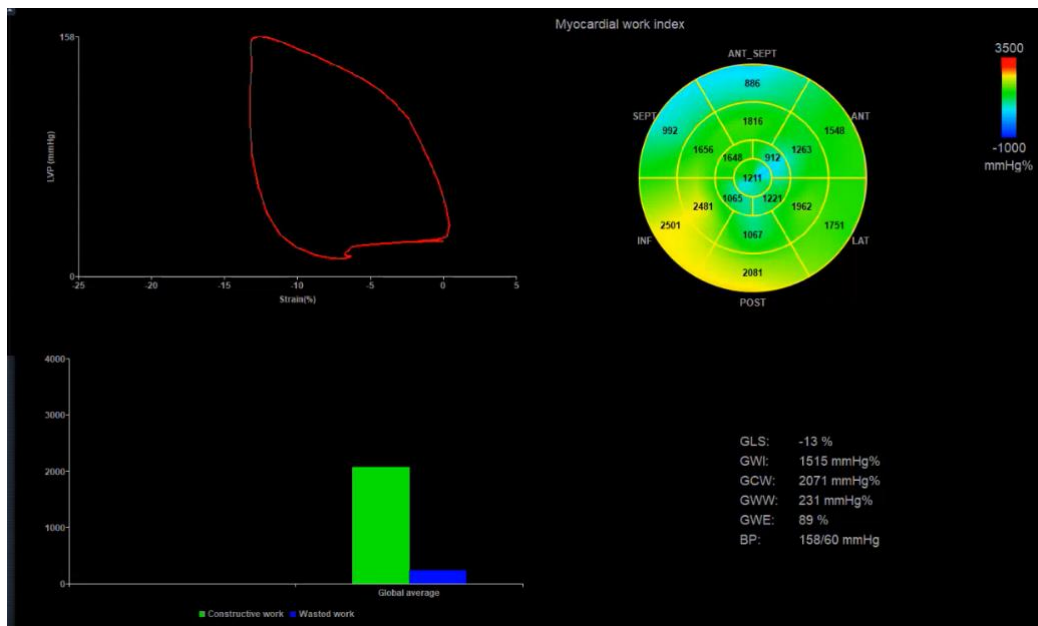 158
LVP (mmHg)
0
-25 -20 -15 -10 -5 0 5
Strain(%)
Myocardial work index
ANT_SEPT
SEPT
ANT
INF
LAT
POST
886
992
1548
1816
1656
1263
1648
912
1211
1065
1221
2481
1962
2501
1751
1067
2081
3500
-1000
mmHg%
4000
3000
2000
1000
0
Global average
Constructive work Wasted work
GLS: -13 %
GWI: 1515 mmHg%
GCW: 2071 mmHg%
GWW: 231 mmHg%
GWE: 89 %
BP: 158/60 mmHg